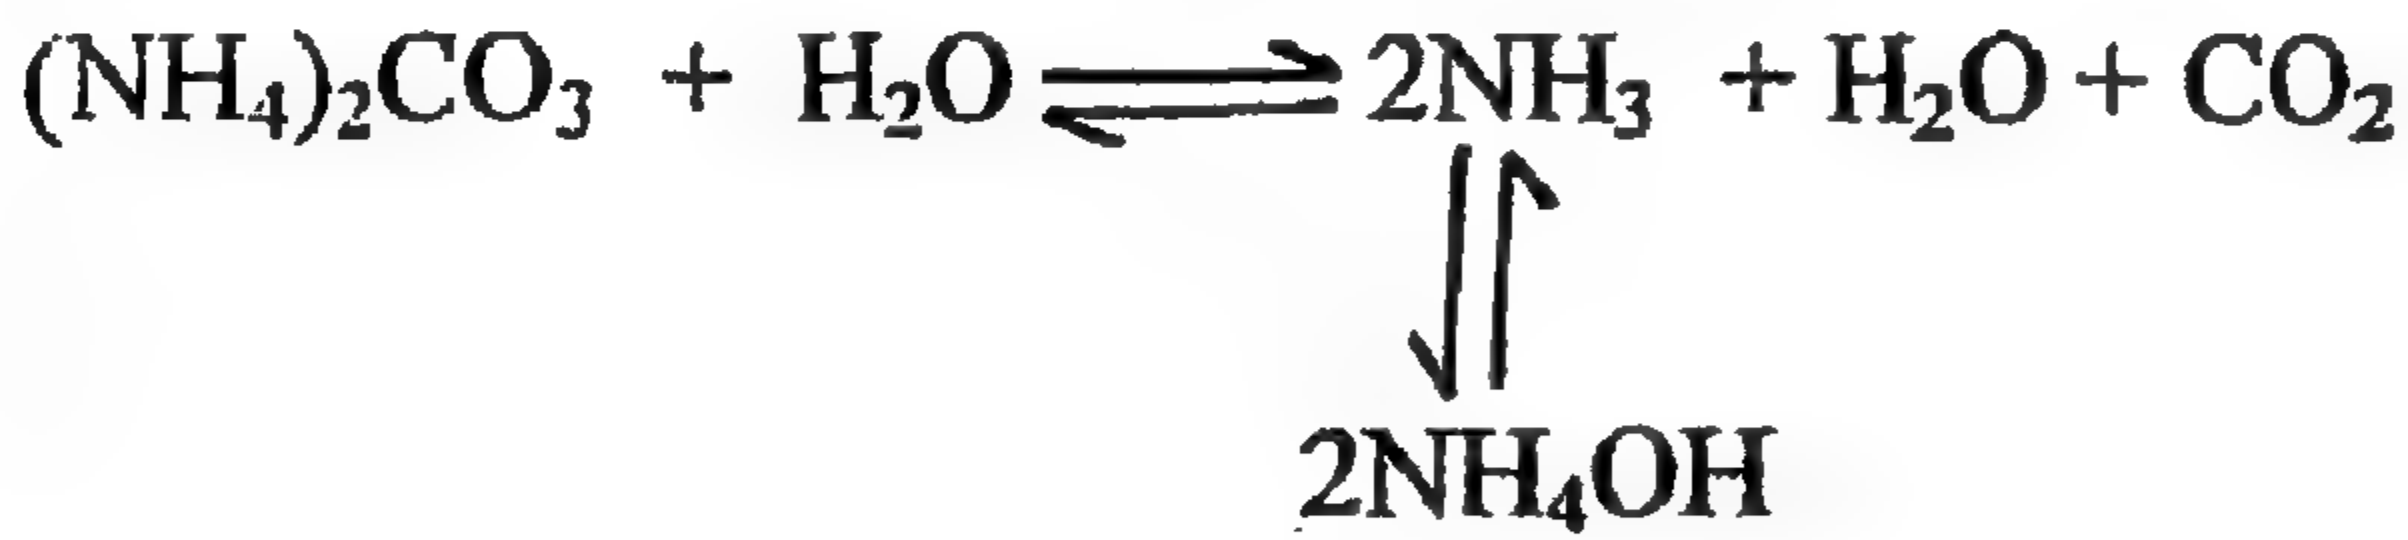 (NH₄)₂CO₃ + H₂O ⇌ 2NH₃ + H₂O + CO₂
2NH₄OH